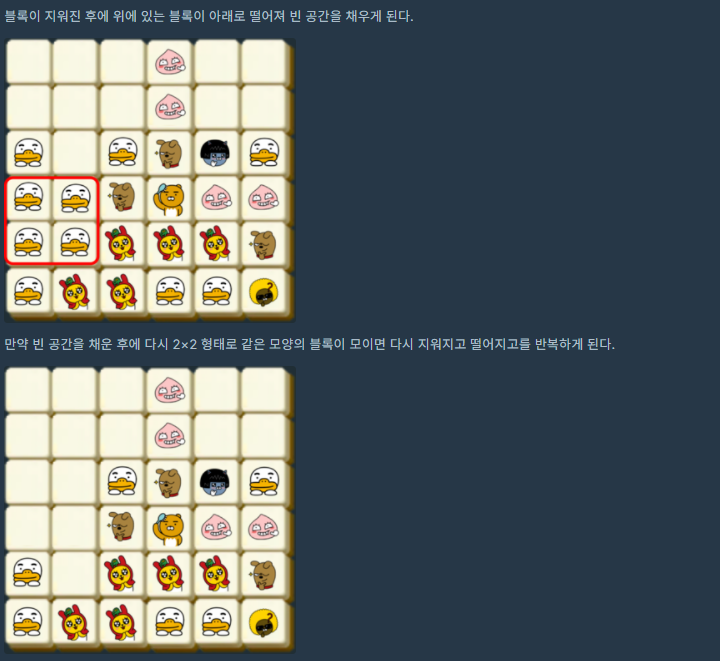 블록이 지워진 후에 위에 있는 블록이 아래로 떨어져 빈 공간을 채우게 된다.
만약 빈 공간을 채운 후에 다시 2×2 형태로 같은 모양의 블록이 모이면 다시 지워지고 떨어지고를 반복하게 된다.